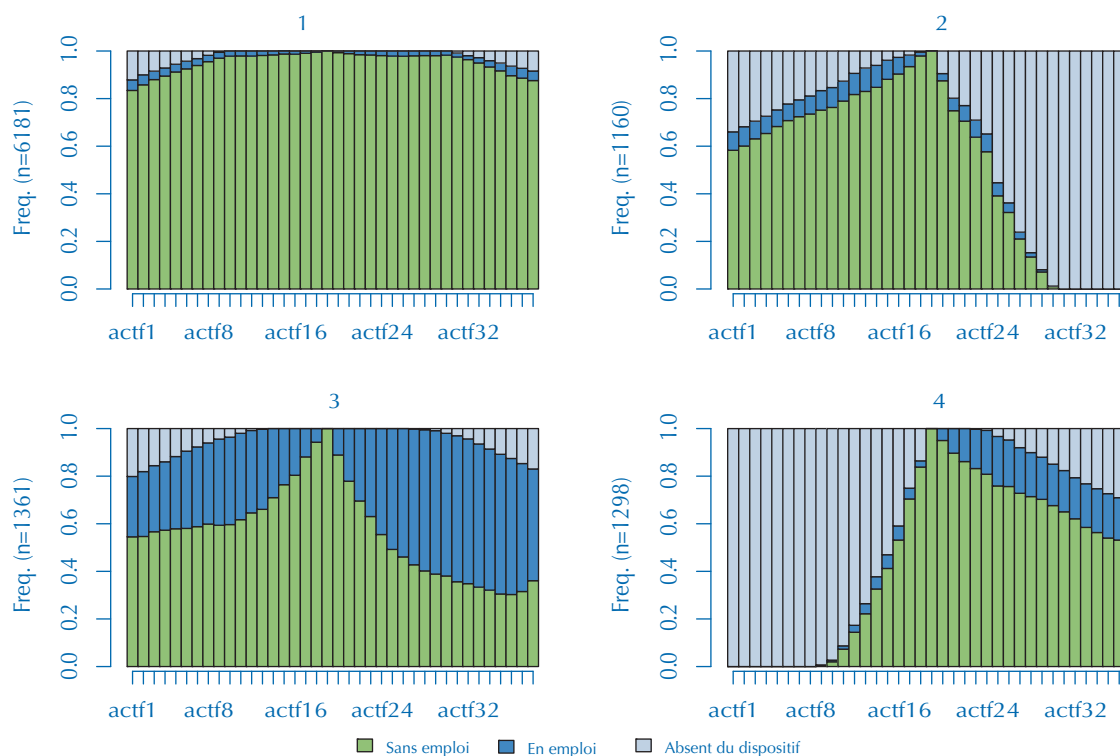 1
Freq. (n=6181)
0.0 0.2 0.4 0.6 0.8 1.0
actf1 actf8 actf16 actf24 actf32
2
Freq. (n=1160)
0.0 0.2 0.4 0.6 0.8 1.0
actf1 actf8 actf16 actf24 actf32
3
Freq. (n=1361)
0.0 0.2 0.4 0.6 0.8 1.0
actf1 actf8 actf16 actf24 actf32
4
Freq. (n=1298)
0.0 0.2 0.4 0.6 0.8 1.0
actf1 actf8 actf16 actf24 actf32
Sans emploi En emploi Absent du dispositif